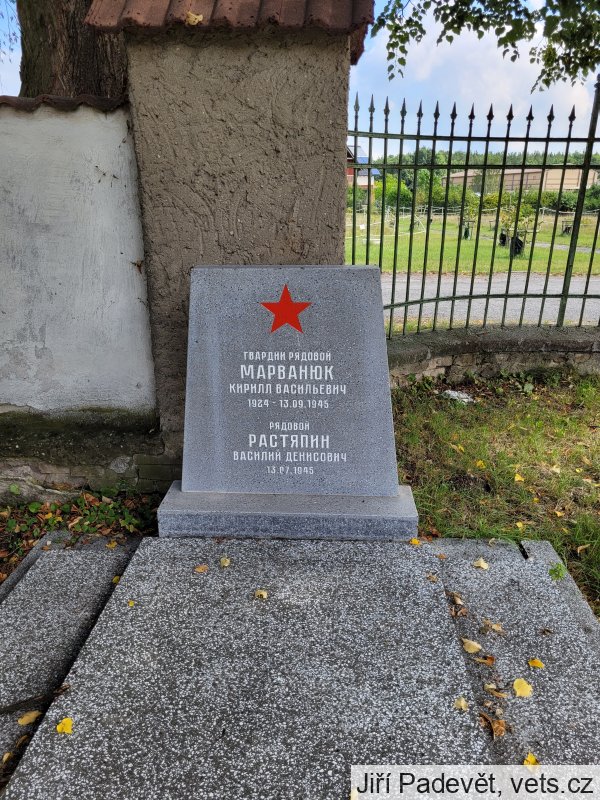 ГВАРДИИ РЯДОВОЙ
МАРВАНЮК
КИРИЛЛ ВАСИЛЬЕВИЧ
1924 - 13.09.1945
РЯДОВОЙ
РАСТЯПИН
ВАСИЛИЙ ДЕНИСОВИЧ
13.07.1945
Jiří Padevět, vets.cz